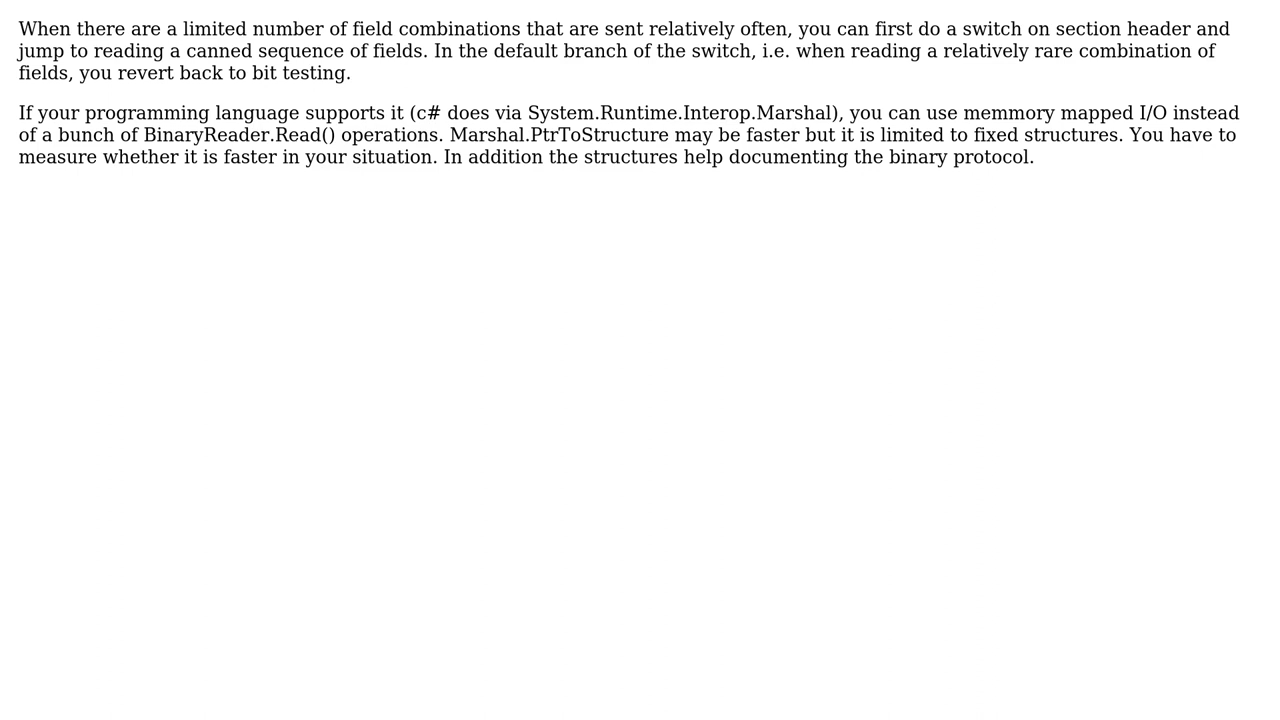 When there are a limited number of field combinations that are sent relatively often, you can first do a switch on section header and
jump to reading a canned sequence of fields. In the default branch of the switch, i.e. when reading a relatively rare combination of
fields, you revert back to bit testing.
If your programming language supports it (c# does via System.Runtime.Interop.Marshal), you can use memmory mapped I/O instead
of a bunch of BinaryReader.Read() operations. Marshal.PtrToStructure may be faster but it is limited to fixed structures. You have to
measure whether it is faster in your situation. In addition the structures help documenting the binary protocol.